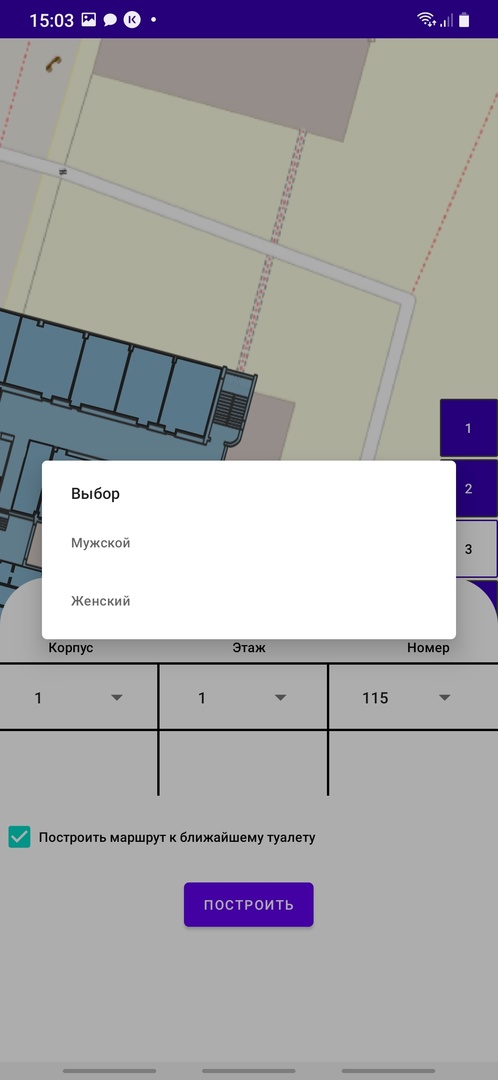 15:03
1
2
3
Выбор
Мужской
Женский
Корпус Этаж Номер
1 1 115
Построить маршрут к ближайшему туалету
ПОСТРОИТЬ